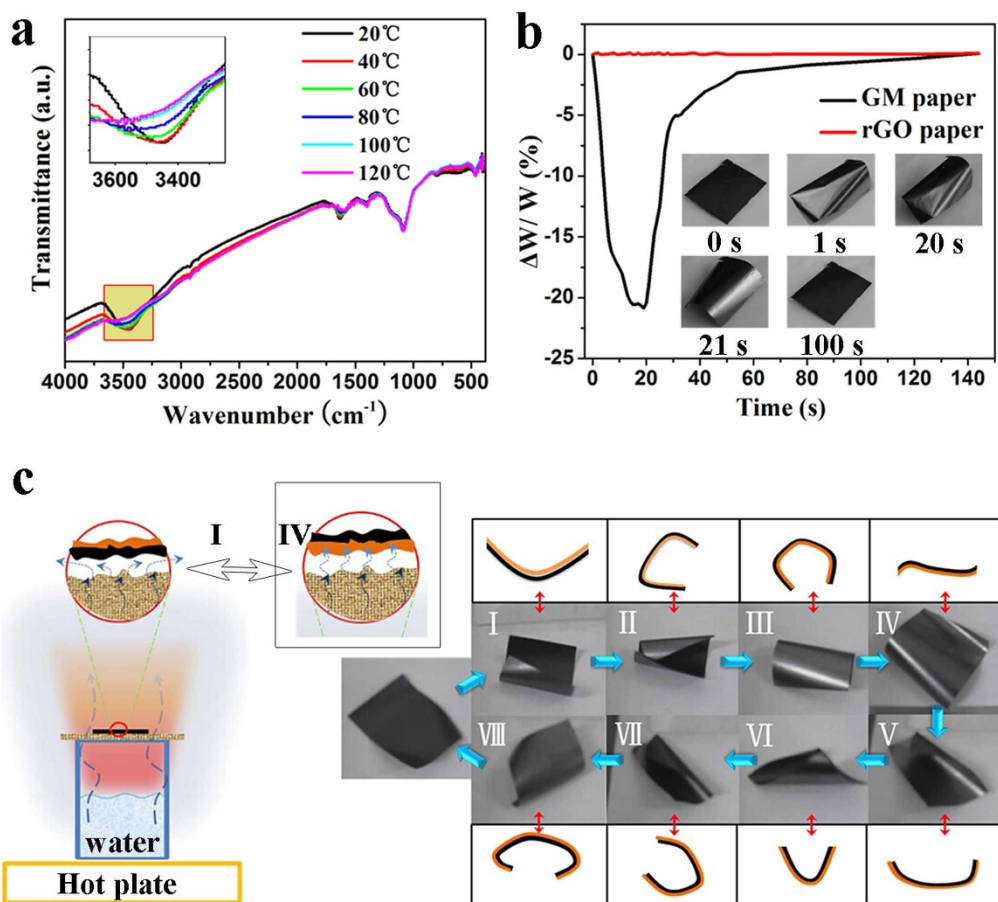 a
Transmittance (a.u.)
3600
3400
20℃
40℃
60℃
80℃
100℃
120℃
4000 3500 3000 2500 2000 1500 1000 500
Wavenumber (cm⁻¹)
b
ΔW/ W (%)
0
-5
-10
-15
-20
-25
GM paper
rGO paper
0 s
1 s
20 s
21 s
100 s
0 20 40 60 80 100 120 140
Time (s)
c
I
IV
water
Hot plate
Ⅰ
Ⅱ
Ⅲ
Ⅳ
Ⅷ
Ⅶ
Ⅵ
Ⅴ